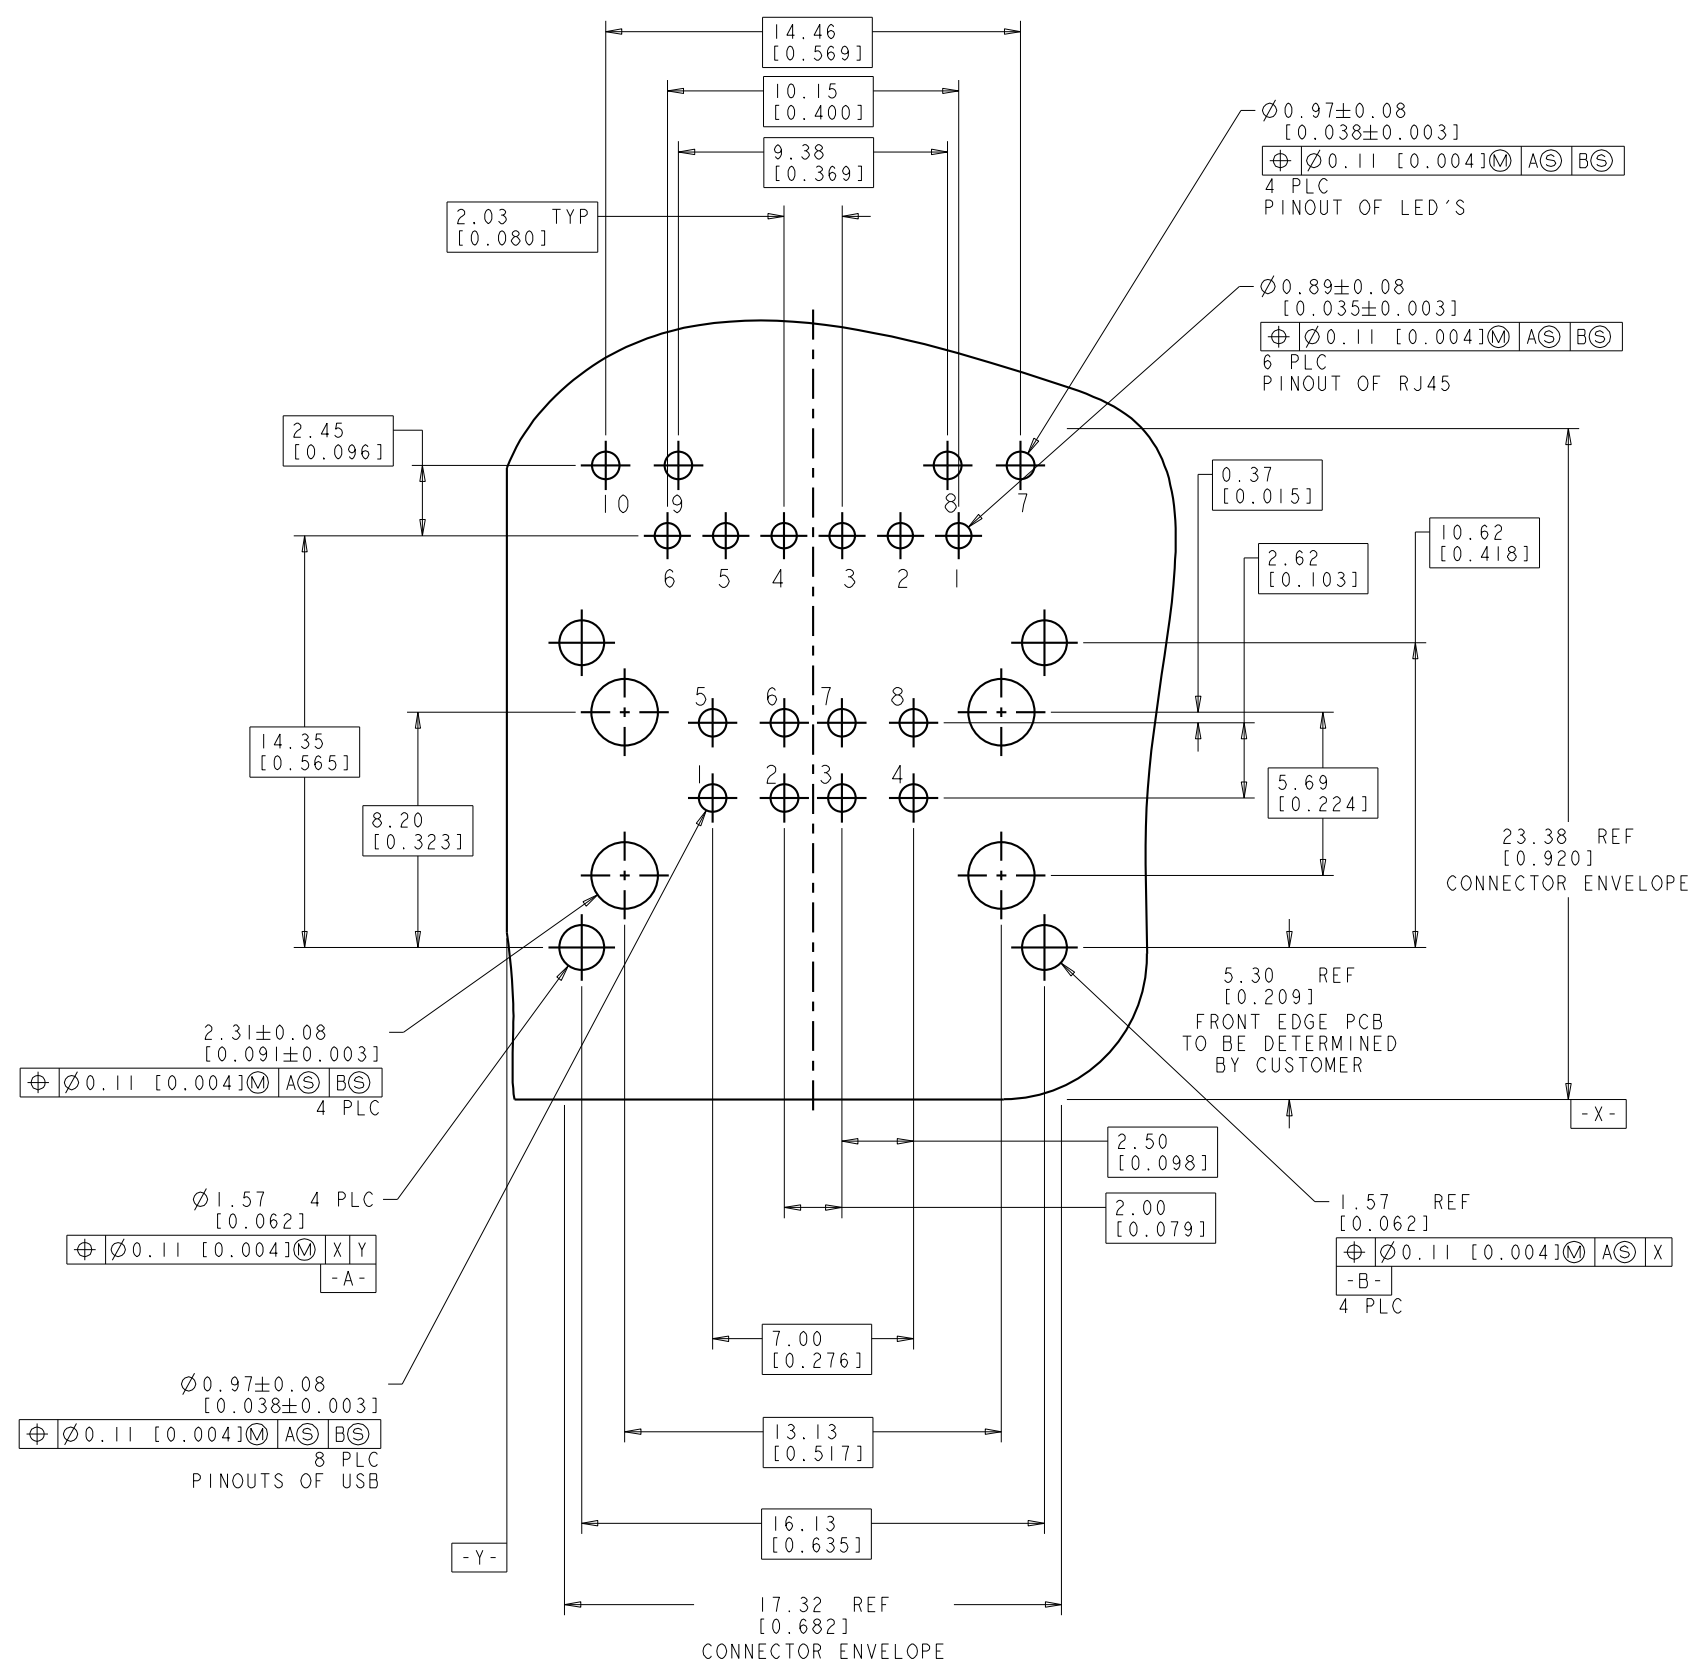 14.46
[0.569]
10.15
[0.400]
9.38
[0.369]
2.03 TYP
[0.080]
Ø0.97±0.08
[0.038±0.003]
⌖ Ø0.11 [0.004]Ⓜ AⓈ BⓈ
4 PLC
PINOUT OF LED'S
Ø0.89±0.08
[0.035±0.003]
⌖ Ø0.11 [0.004]Ⓜ AⓈ BⓈ
6 PLC
PINOUT OF RJ45
2.45
[0.096]
10 9 8 7
6 5 4 3 2 1
0.37
[0.015]
10.62
[0.418]
2.62
[0.103]
5 6 7 8
1 2 3 4
14.35
[0.565]
8.20
[0.323]
5.69
[0.224]
23.38 REF
[0.920]
CONNECTOR ENVELOPE
5.30 REF
[0.209]
FRONT EDGE PCB
TO BE DETERMINED
BY CUSTOMER
2.31±0.08
[0.091±0.003]
⌖ Ø0.11 [0.004]Ⓜ AⓈ BⓈ
4 PLC
-X-
2.50
[0.098]
2.00
[0.079]
Ø1.57 4 PLC
[0.062]
⌖ Ø0.11 [0.004]Ⓜ X Y
-A-
1.57 REF
[0.062]
⌖ Ø0.11 [0.004]Ⓜ AⓈ X
-B-
4 PLC
7.00
[0.276]
Ø0.97±0.08
[0.038±0.003]
⌖ Ø0.11 [0.004]Ⓜ AⓈ BⓈ
8 PLC
PINOUTS OF USB
13.13
[0.517]
16.13
[0.635]
-Y-
17.32 REF
[0.682]
CONNECTOR ENVELOPE